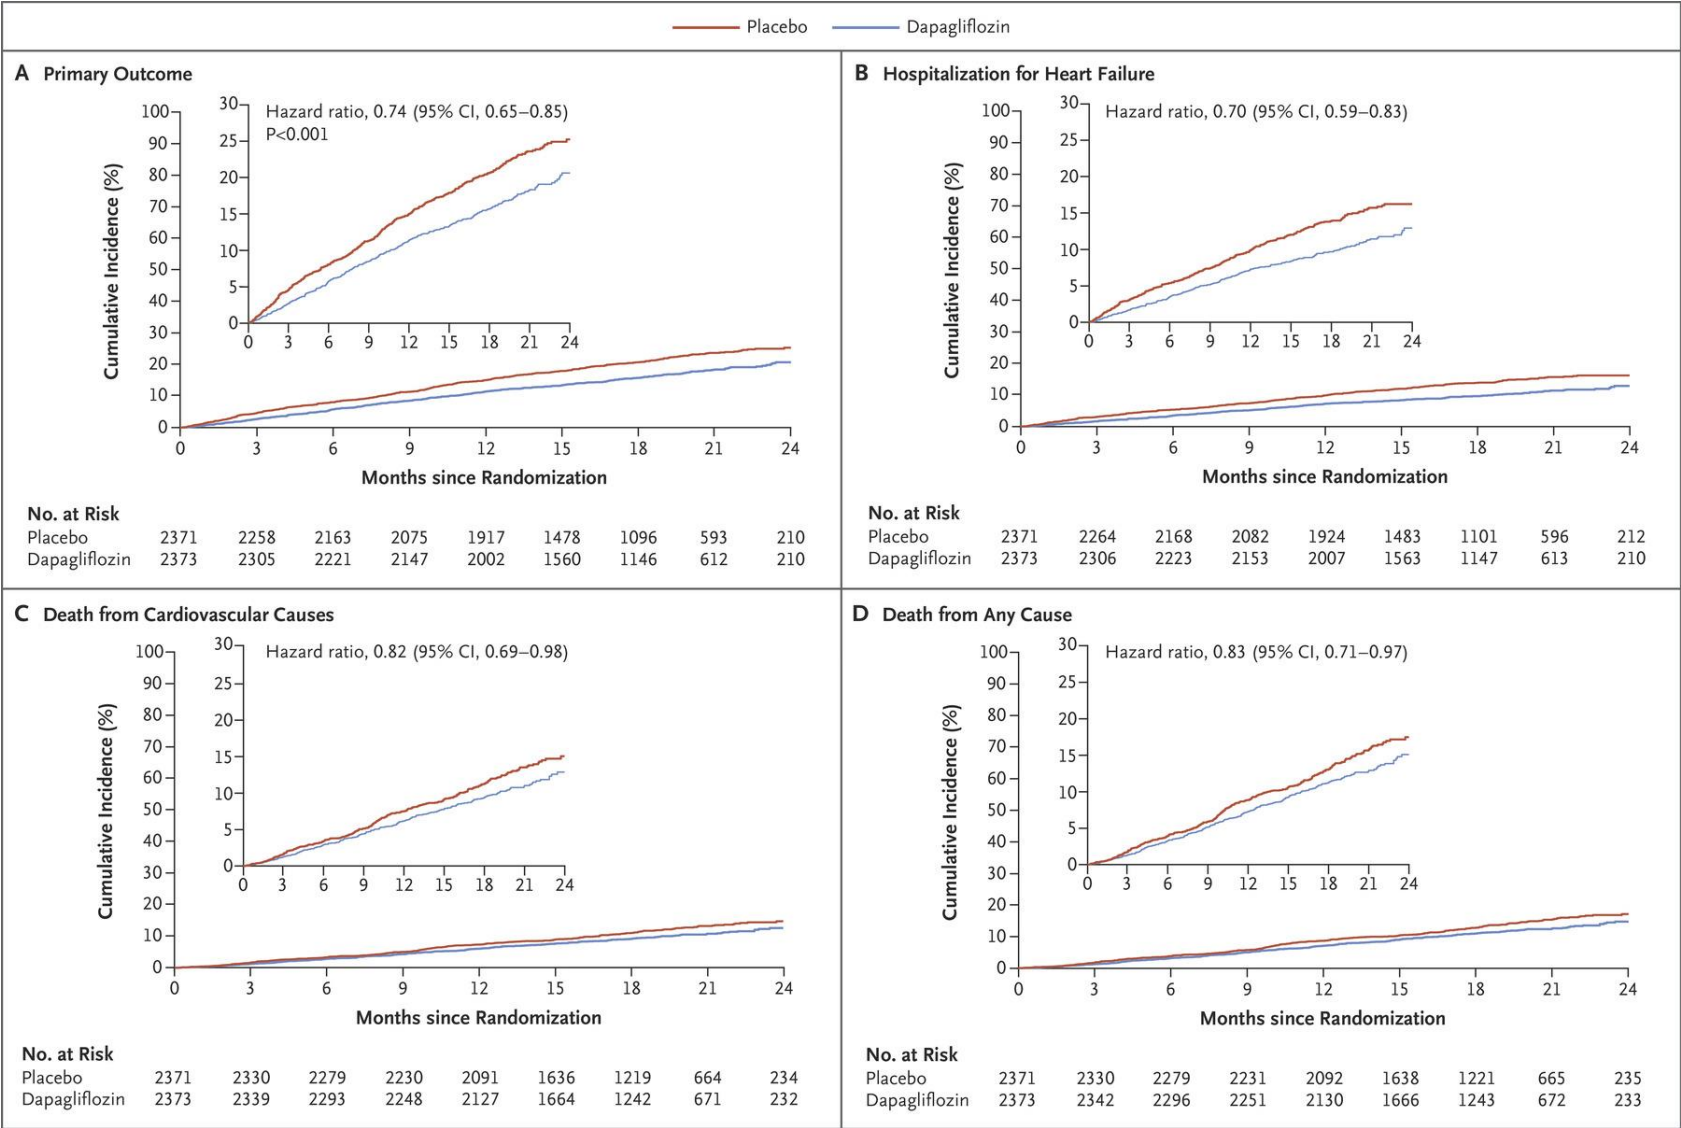 Placebo Dapagliflozin
A Primary Outcome
Hazard ratio, 0.74 (95% CI, 0.65–0.85)
P<0.001
Cumulative Incidence (%)
100
90
80
70
60
50
40
30
20
10
0
30
25
20
15
10
5
0
0 3 6 9 12 15 18 21 24
0 3 6 9 12 15 18 21 24
Months since Randomization
No. at Risk
Placebo 2371 2258 2163 2075 1917 1478 1096 593 210
Dapagliflozin 2373 2305 2221 2147 2002 1560 1146 612 210
B Hospitalization for Heart Failure
Hazard ratio, 0.70 (95% CI, 0.59–0.83)
Cumulative Incidence (%)
100
90
80
70
60
50
40
30
20
10
0
30
25
20
15
10
5
0
0 3 6 9 12 15 18 21 24
0 3 6 9 12 15 18 21 24
Months since Randomization
No. at Risk
Placebo 2371 2264 2168 2082 1924 1483 1101 596 212
Dapagliflozin 2373 2306 2223 2153 2007 1563 1147 613 210
C Death from Cardiovascular Causes
Hazard ratio, 0.82 (95% CI, 0.69–0.98)
Cumulative Incidence (%)
100
90
80
70
60
50
40
30
20
10
0
30
25
20
15
10
5
0
0 3 6 9 12 15 18 21 24
0 3 6 9 12 15 18 21 24
Months since Randomization
No. at Risk
Placebo 2371 2330 2279 2230 2091 1636 1219 664 234
Dapagliflozin 2373 2339 2293 2248 2127 1664 1242 671 232
D Death from Any Cause
Hazard ratio, 0.83 (95% CI, 0.71–0.97)
Cumulative Incidence (%)
100
90
80
70
60
50
40
30
20
10
0
30
25
20
15
10
5
0
0 3 6 9 12 15 18 21 24
0 3 6 9 12 15 18 21 24
Months since Randomization
No. at Risk
Placebo 2371 2330 2279 2231 2092 1638 1221 665 235
Dapagliflozin 2373 2342 2296 2251 2130 1666 1243 672 233